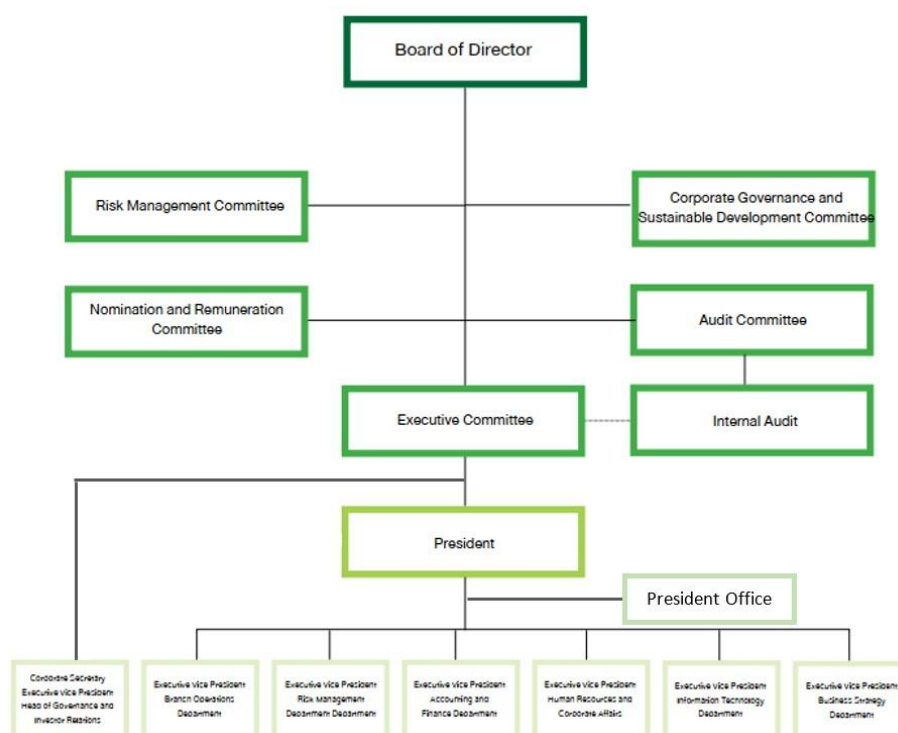 Board of Director
Risk Management Committee
Corporate Governance and
Sustainable Development Committee
Nomination and Remuneration
Committee
Audit Committee
Executive Committee
Internal Audit
President
President Office
Corporate Secretary
Executive Vice President
Head of Governance and
Investor Relations
Executive Vice President
Branch Operations
Department
Executive Vice President
Risk Management
Department Department
Executive Vice President
Accounting and
Finance Department
Executive Vice President
Human Resources and
Corporate Affairs
Executive Vice President
Information Technology
Department
Executive Vice President
Business Strategy
Department